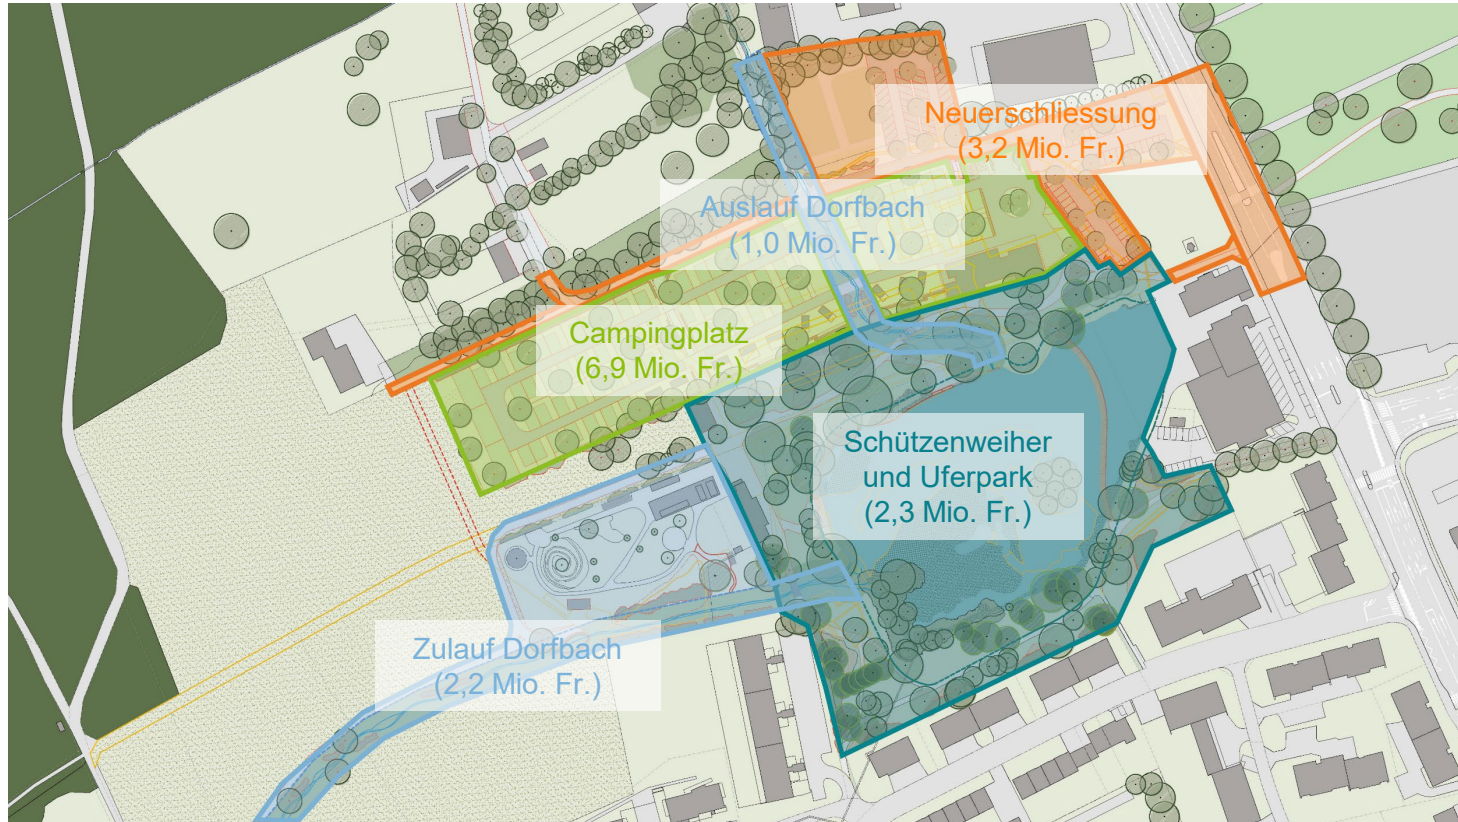 Neuerschliessung
(3,2 Mio. Fr.)
Auslauf Dorfbach
(1,0 Mio. Fr.)
Campingplatz
(6,9 Mio. Fr.)
Schützenweiher
und Uferpark
(2,3 Mio. Fr.)
Zulauf Dorfbach
(2,2 Mio. Fr.)